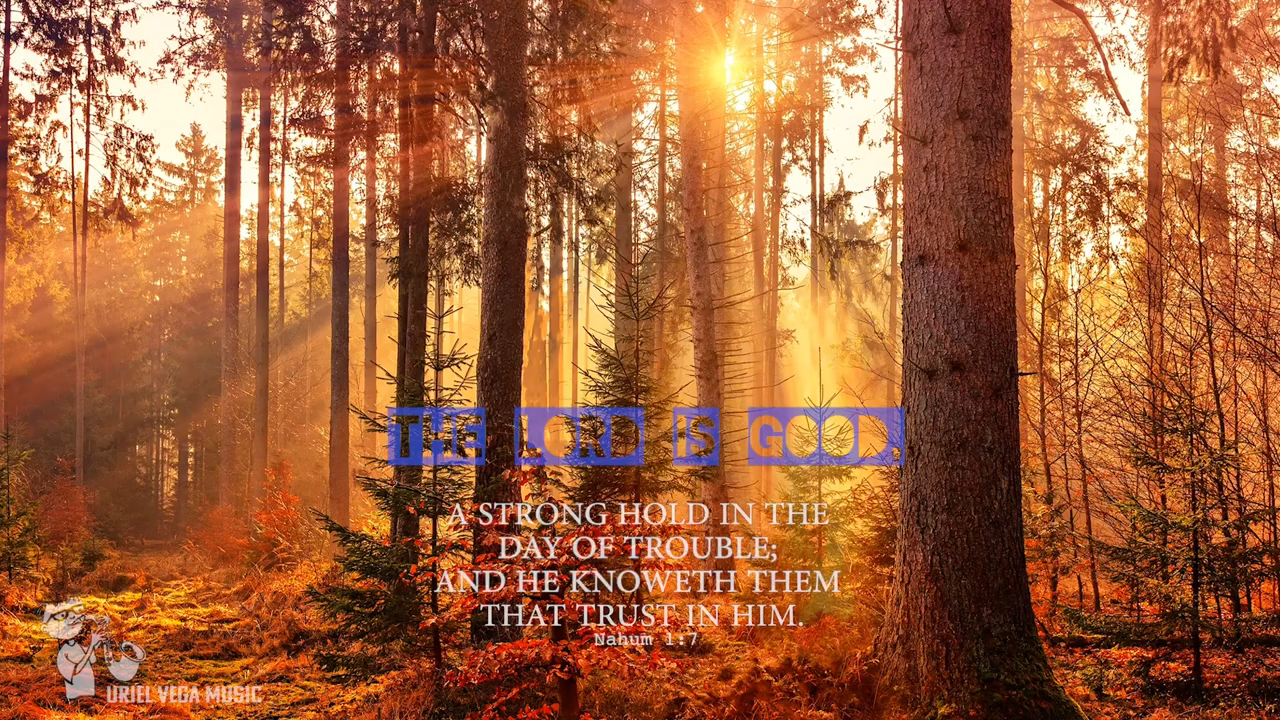 THE LORD IS GOOD,
A STRONG HOLD IN THE
DAY OF TROUBLE;
AND HE KNOWETH THEM
THAT TRUST IN HIM.
Nahum 1:7
URIEL VEGA MUSIC